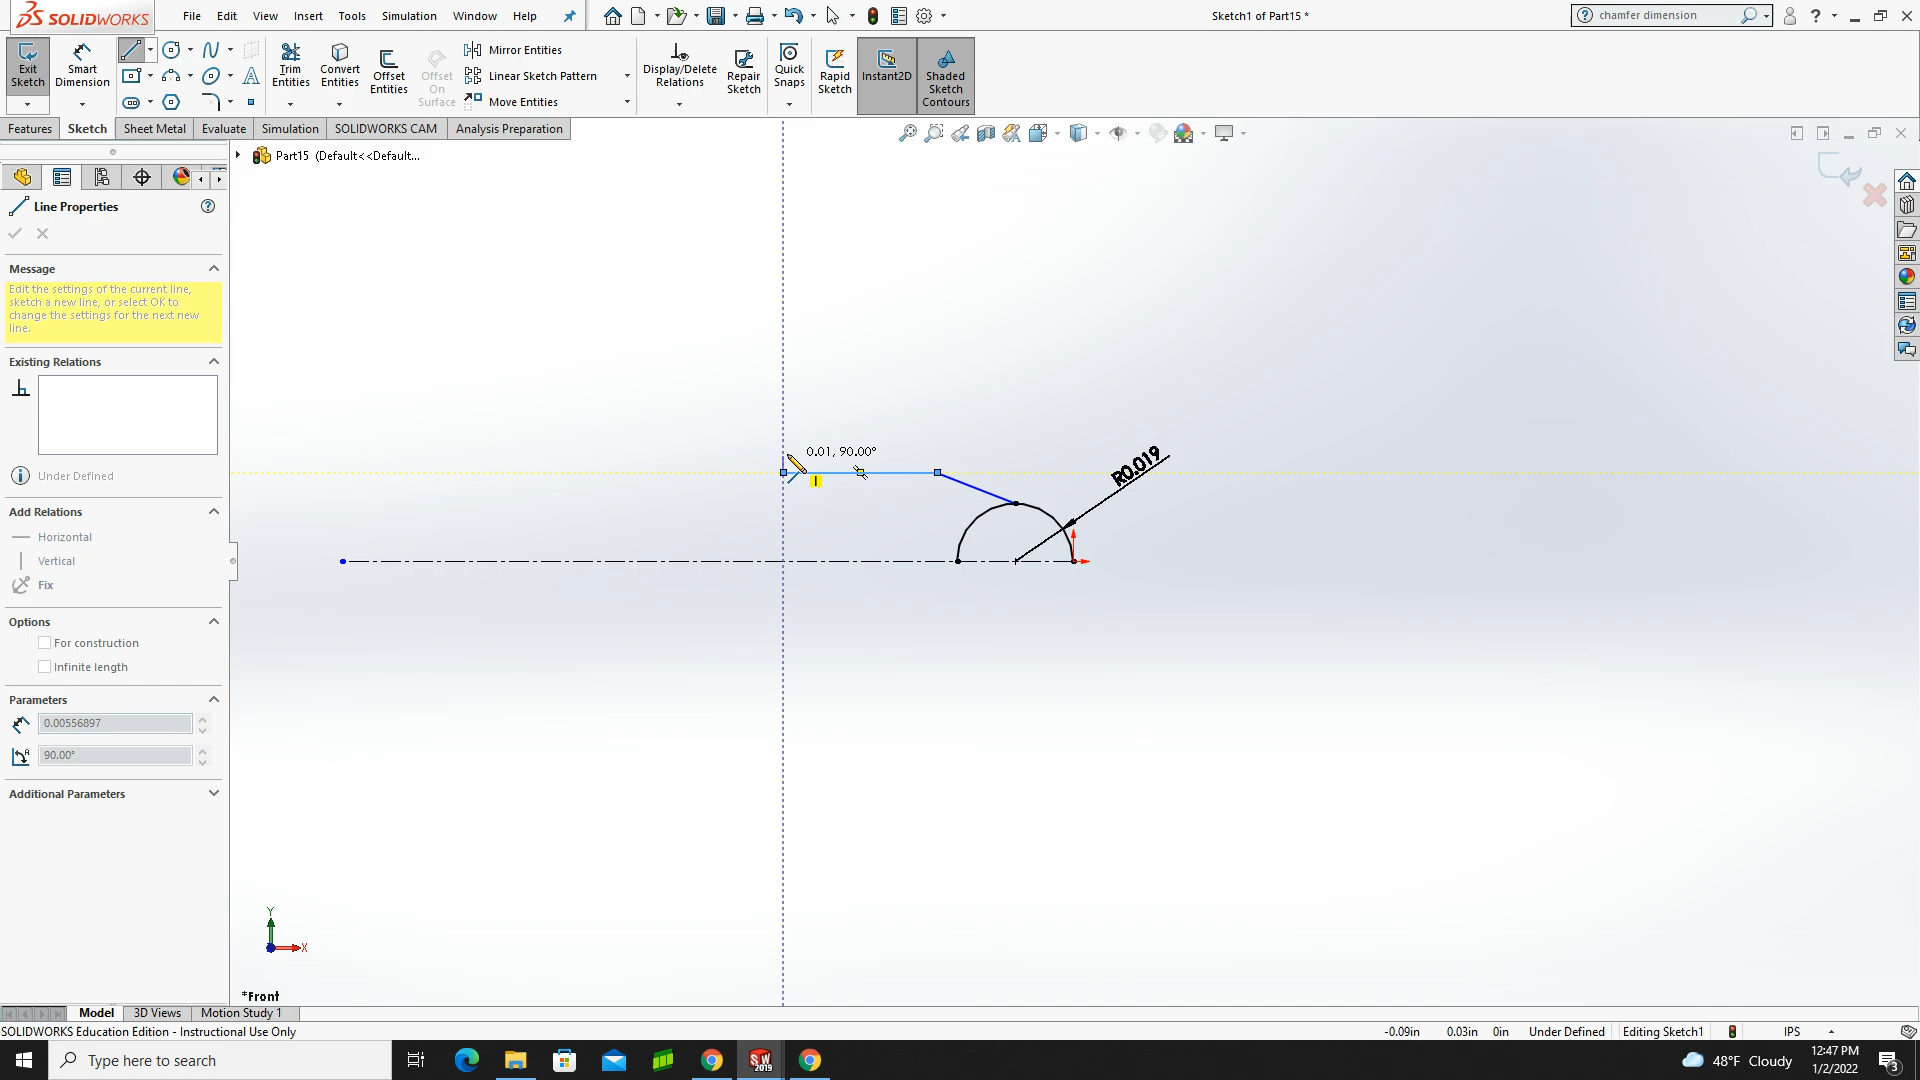 SOLIDWORKS File Edit View Insert Tools Simulation Window Help Sketch1 of Part15 * chamfer dimension ?
Exit Sketch
Smart Dimension
Trim Entities
Convert Entities
Offset Entities
Offset On Surface
Mirror Entities
Linear Sketch Pattern
Move Entities
Display/Delete Relations
Repair Sketch
Quick Snaps
Rapid Sketch
Instant2D
Shaded Sketch Contours
Features Sketch Sheet Metal Evaluate Simulation SOLIDWORKS CAM Analysis Preparation
Part15 (Default<<Default...
Line Properties
Message
Edit the settings of the current line,
sketch a new line, or select OK to
change the settings for the next new
line.
Existing Relations
Under Defined
Add Relations
Horizontal
Vertical
Fix
Options
For construction
Infinite length
Parameters
0.00556897
90.00°
Additional Parameters
0.01, 90.00°
R0.019
Y
X
*Front
Model 3D Views Motion Study 1
SOLIDWORKS Education Edition - Instructional Use Only -0.09in 0.03in 0in Under Defined Editing Sketch1 IPS
Type here to search SW 2019 48°F Cloudy 12:47 PM
1/2/2022 3